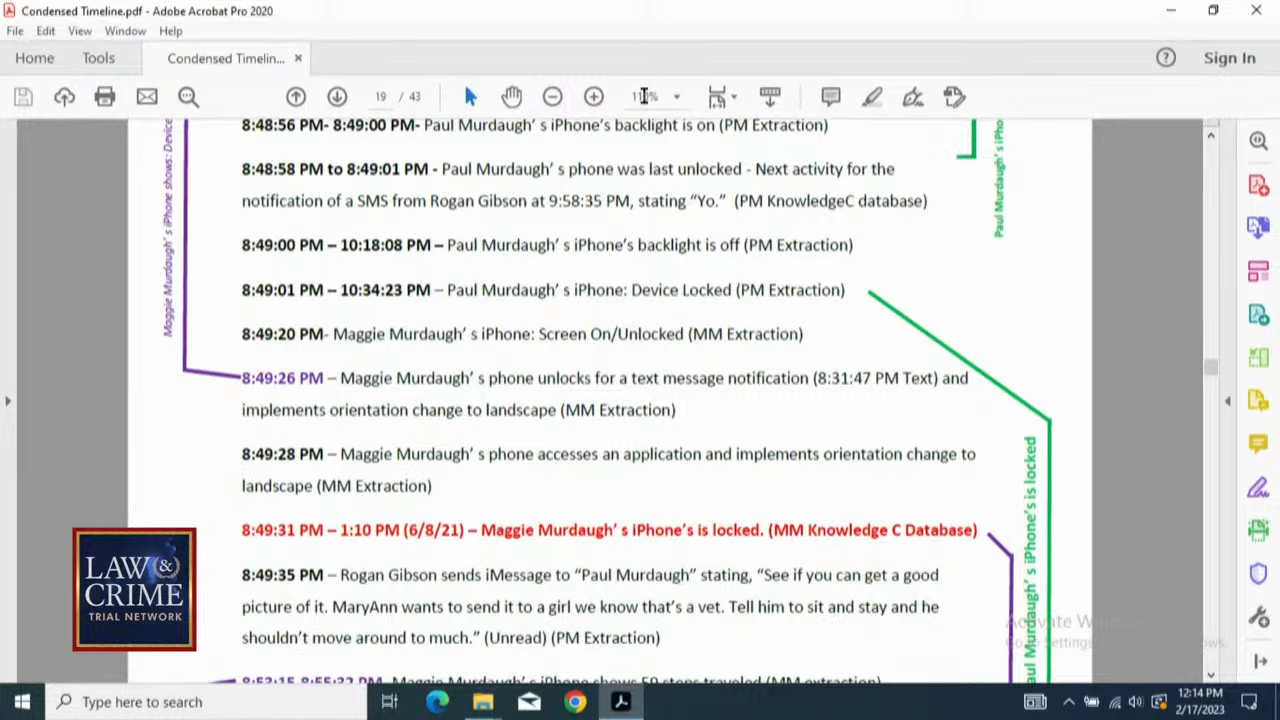 Condensed Timeline.pdf - Adobe Acrobat Pro 2020
File Edit View Window Help
Home Tools Condensed Timelin... × Sign In
19 / 43
8:48:56 PM- 8:49:00 PM- Paul Murdaugh' s iPhone's backlight is on (PM Extraction)
8:48:58 PM to 8:49:01 PM - Paul Murdaugh' s phone was last unlocked - Next activity for the
notification of a SMS from Rogan Gibson at 9:58:35 PM, stating “Yo.” (PM KnowledgeC database)
8:49:00 PM – 10:18:08 PM – Paul Murdaugh' s iPhone's backlight is off (PM Extraction)
8:49:01 PM – 10:34:23 PM – Paul Murdaugh' s iPhone: Device Locked (PM Extraction)
8:49:20 PM- Maggie Murdaugh' s iPhone: Screen On/Unlocked (MM Extraction)
8:49:26 PM – Maggie Murdaugh' s phone unlocks for a text message notification (8:31:47 PM Text) and
implements orientation change to landscape (MM Extraction)
8:49:28 PM – Maggie Murdaugh' s phone accesses an application and implements orientation change to
landscape (MM Extraction)
8:49:31 PM – 1:10 PM (6/8/21) – Maggie Murdaugh' s iPhone's is locked. (MM Knowledge C Database)
8:49:35 PM – Rogan Gibson sends iMessage to “Paul Murdaugh” stating, “See if you can get a good
picture of it. MaryAnn wants to send it to a girl we know that's a vet. Tell him to sit and stay and he
shouldn't move around to much.” (Unread) (PM Extraction)
Maggie Murdaugh' s iPhone shows: Device
Paul Murdaugh' s iPho
aul Murdaugh' s iPhone's is locked
LAW &
CRIME
TRIAL NETWORK
Type here to search
12:14 PM
2/17/2023